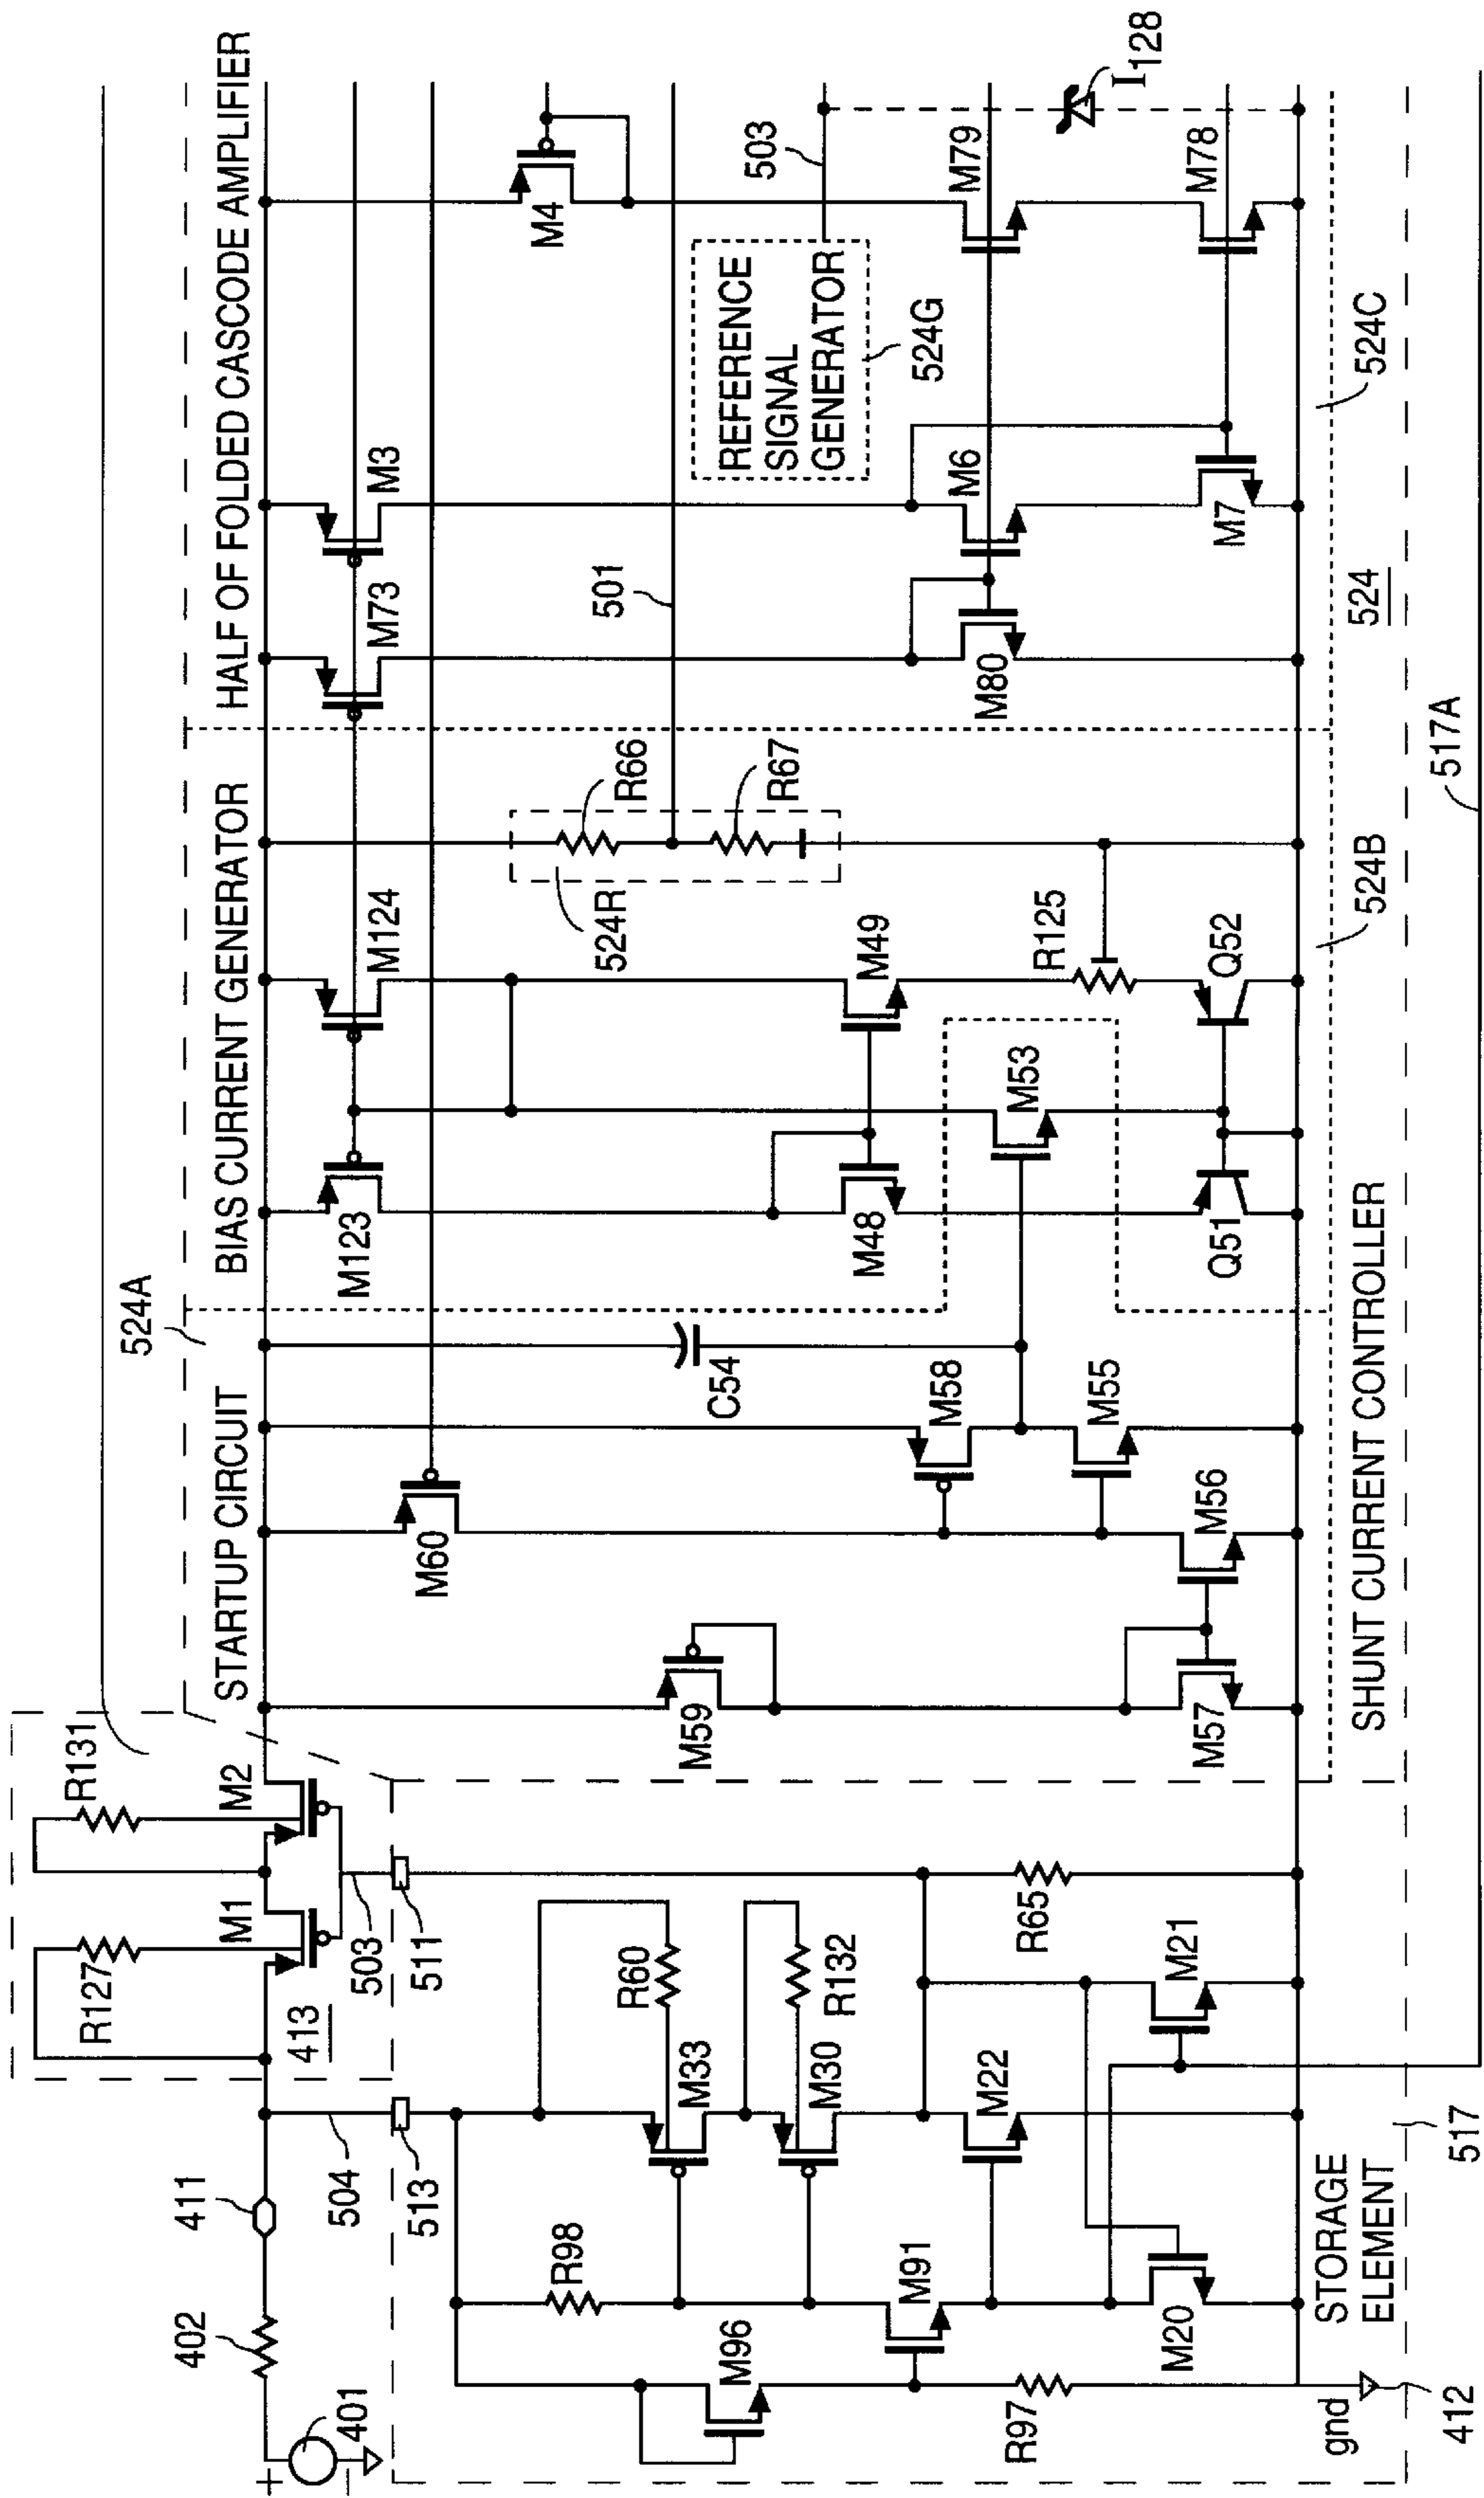 HALF OF FOLDED CASCODE AMPLIFIER
BIAS CURRENT GENERATOR
STARTUP CIRCUIT
524A
R131
M2
M1
R127
413
503
511
504
513
411
402
401
+
R60
M33
R132
M30
R98
M96
M91
M22
R65
M21
M20
R97
gnd
412
STORAGE
ELEMENT
517
M59
M57
M60
M58
M55
M56
C54
SHUNT CURRENT CONTROLLER
M123
M124
M48
M49
M53
R125
Q51
Q52
524R
R66
R67
524B
501
M73
M3
M80
M6
M7
REFERENCE
SIGNAL
GENERATOR
524G
503
M4
M79
M78
I128
524C
524
517A